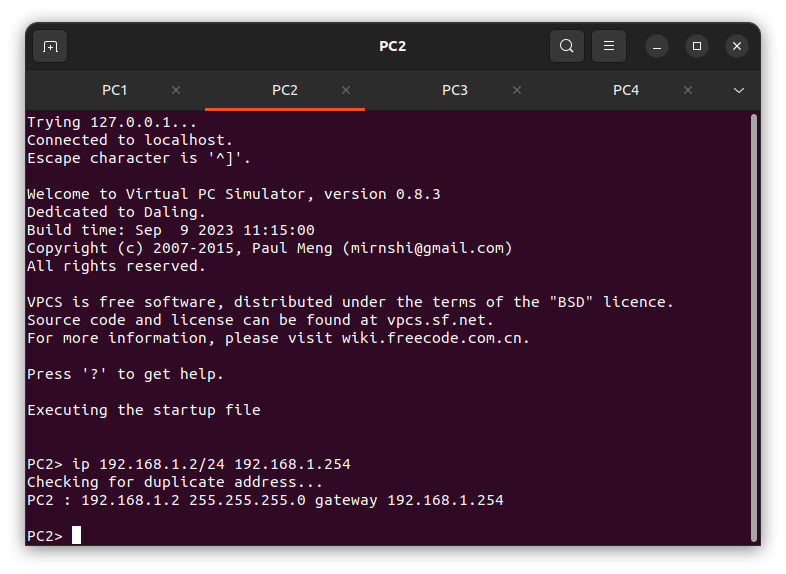 PC2
PC1
PC2
PC3
PC4
Trying 127.0.0.1...
Connected to localhost.
Escape character is '^]'.
Welcome to Virtual PC Simulator, version 0.8.3
Dedicated to Daling.
Build time: Sep  9 2023 11:15:00
Copyright (c) 2007-2015, Paul Meng (mirnshi@gmail.com)
All rights reserved.
VPCS is free software, distributed under the terms of the "BSD" licence.
Source code and license can be found at vpcs.sf.net.
For more information, please visit wiki.freecode.com.cn.
Press '?' to get help.
Executing the startup file
PC2> ip 192.168.1.2/24 192.168.1.254
Checking for duplicate address...
PC2 : 192.168.1.2 255.255.255.0 gateway 192.168.1.254
PC2>